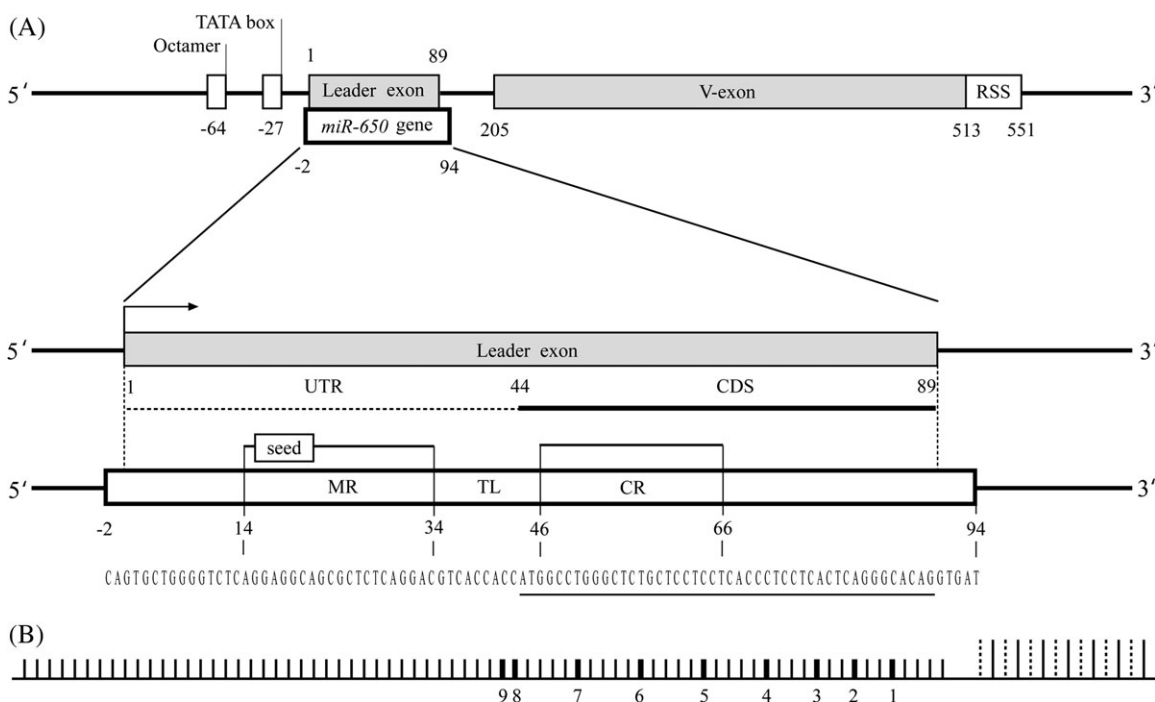 (A)
TATA box
Octamer
1 89
5′ Leader exon V-exon RSS 3′
-64 -27 miR-650 gene 205 513 551
-2 94
5′ Leader exon 3′
1 UTR 44 CDS 89
seed
5′ MR TL CR 3′
-2 14 34 46 66 94
CAGTGCTGGGGTCTCAGGAGGCAGCGCTCTCAGGACGTCACCACCATGGCCTGGGCTCTGCTCCTCCTCACCCTCCTCACTCAGGGCACAGGTGAT
(B)
9 8 7 6 5 4 3 2 1